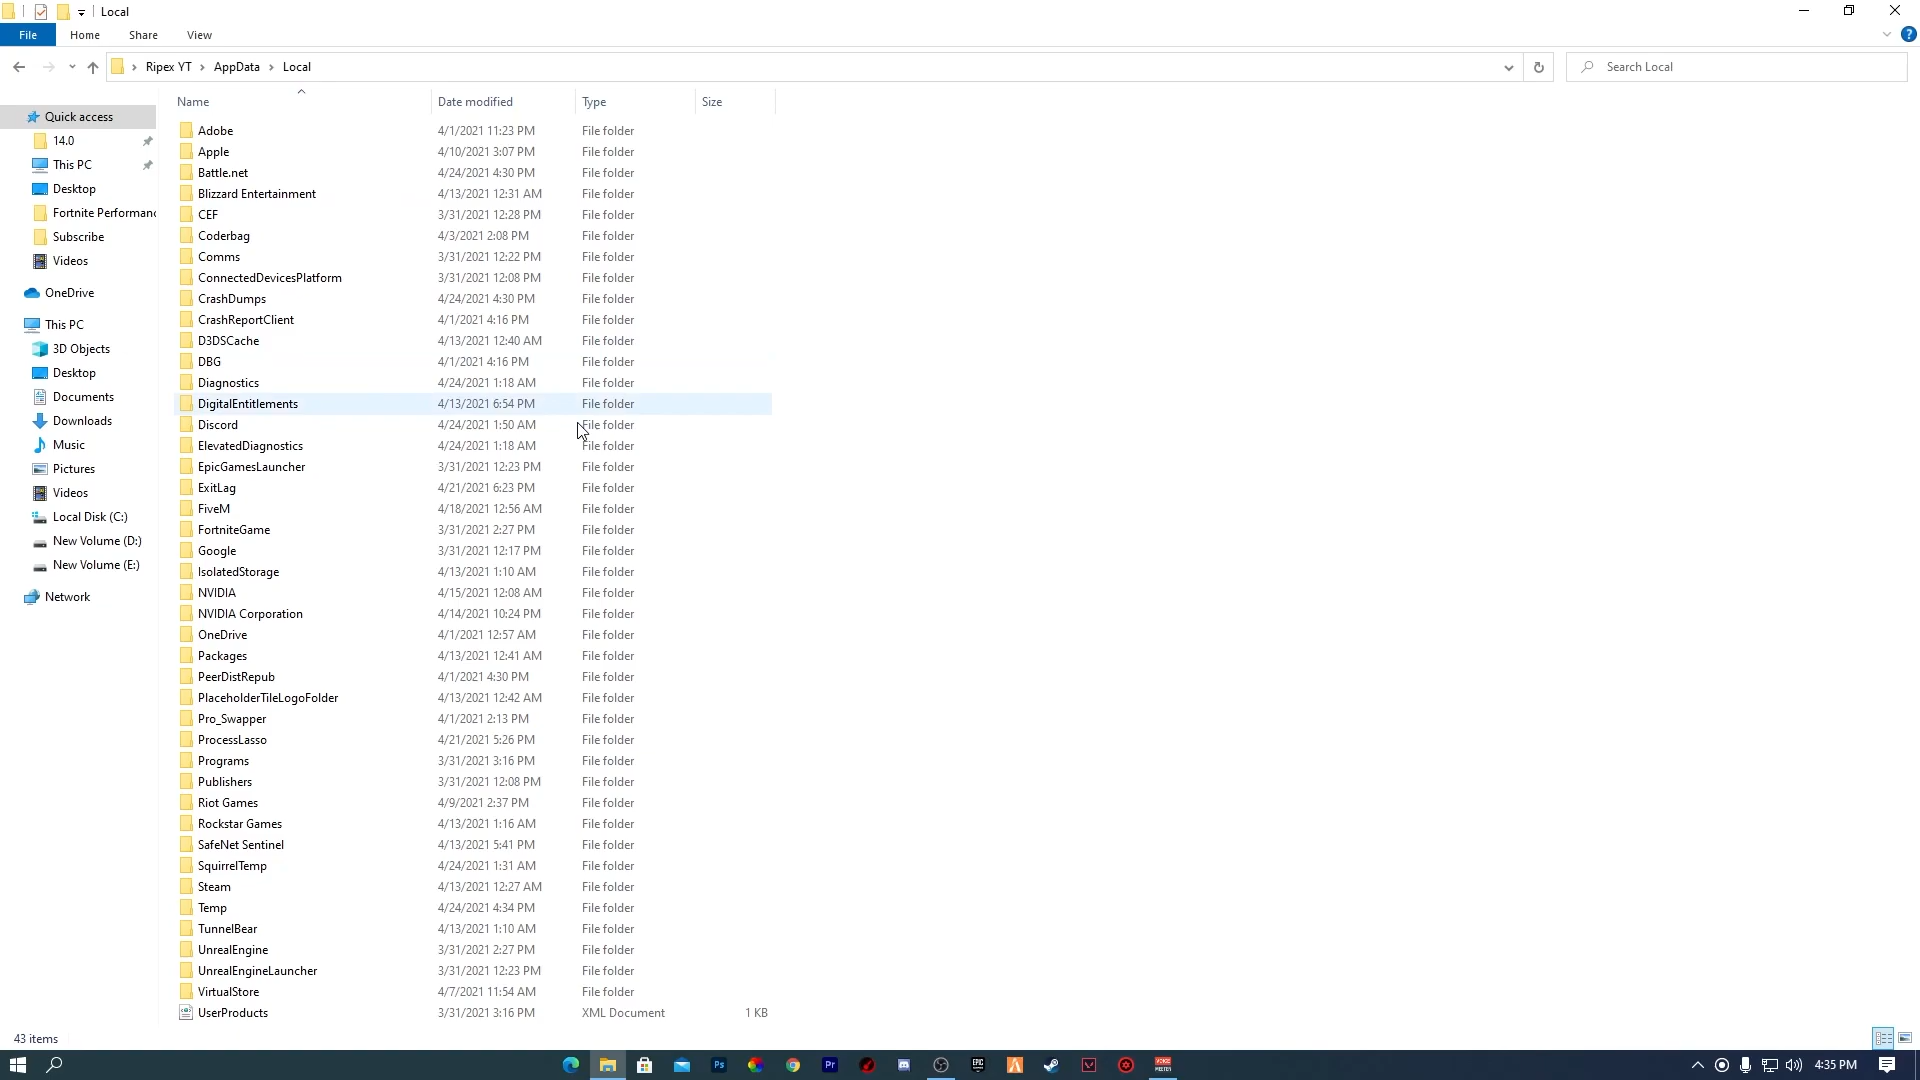 Local
File Home Share View
Ripex YT AppData Local
Search Local
Name Date modified Type Size
Quick access
14.0
This PC
Desktop
Fortnite Performanc
Subscribe
Videos
OneDrive
This PC
3D Objects
Desktop
Documents
Downloads
Music
Pictures
Videos
Local Disk (C:)
New Volume (D:)
New Volume (E:)
Network
Adobe 4/1/2021 11:23 PM File folder
Apple 4/10/2021 3:07 PM File folder
Battle.net 4/24/2021 4:30 PM File folder
Blizzard Entertainment 4/13/2021 12:31 AM File folder
CEF 3/31/2021 12:28 PM File folder
Coderbag 4/3/2021 2:08 PM File folder
Comms 3/31/2021 12:22 PM File folder
ConnectedDevicesPlatform 3/31/2021 12:08 PM File folder
CrashDumps 4/24/2021 4:30 PM File folder
CrashReportClient 4/1/2021 4:16 PM File folder
D3DSCache 4/13/2021 12:40 AM File folder
DBG 4/1/2021 4:16 PM File folder
Diagnostics 4/24/2021 1:18 AM File folder
DigitalEntitlements 4/13/2021 6:54 PM File folder
Discord 4/24/2021 1:50 AM File folder
ElevatedDiagnostics 4/24/2021 1:18 AM File folder
EpicGamesLauncher 3/31/2021 12:23 PM File folder
ExitLag 4/21/2021 6:23 PM File folder
FiveM 4/18/2021 12:56 AM File folder
FortniteGame 3/31/2021 2:27 PM File folder
Google 3/31/2021 12:17 PM File folder
IsolatedStorage 4/13/2021 1:10 AM File folder
NVIDIA 4/15/2021 12:08 AM File folder
NVIDIA Corporation 4/14/2021 10:24 PM File folder
OneDrive 4/1/2021 12:57 AM File folder
Packages 4/13/2021 12:41 AM File folder
PeerDistRepub 4/1/2021 4:30 PM File folder
PlaceholderTileLogoFolder 4/13/2021 12:42 AM File folder
Pro_Swapper 4/1/2021 2:13 PM File folder
ProcessLasso 4/21/2021 5:26 PM File folder
Programs 3/31/2021 3:16 PM File folder
Publishers 3/31/2021 12:08 PM File folder
Riot Games 4/9/2021 2:37 PM File folder
Rockstar Games 4/13/2021 1:16 AM File folder
SafeNet Sentinel 4/13/2021 5:41 PM File folder
SquirrelTemp 4/24/2021 1:31 AM File folder
Steam 4/13/2021 12:27 AM File folder
Temp 4/24/2021 4:34 PM File folder
TunnelBear 4/13/2021 1:10 AM File folder
UnrealEngine 3/31/2021 2:27 PM File folder
UnrealEngineLauncher 3/31/2021 12:23 PM File folder
VirtualStore 4/7/2021 11:54 AM File folder
UserProducts 3/31/2021 3:16 PM XML Document 1 KB
43 items
Ps Pr EPIC 4:35 PM